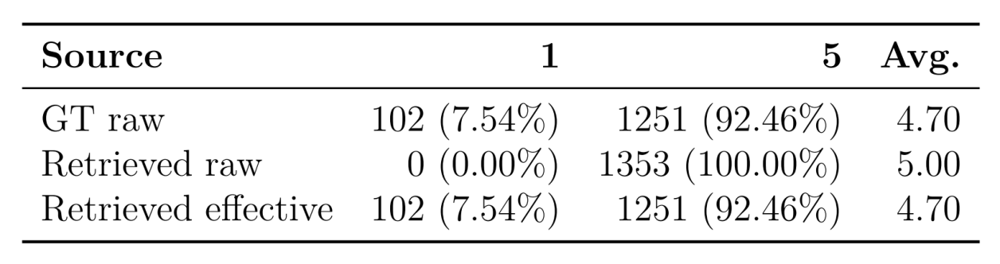 Source 1 5 Avg.
GT raw 102 (7.54%) 1251 (92.46%) 4.70
Retrieved raw 0 (0.00%) 1353 (100.00%) 5.00
Retrieved effective 102 (7.54%) 1251 (92.46%) 4.70